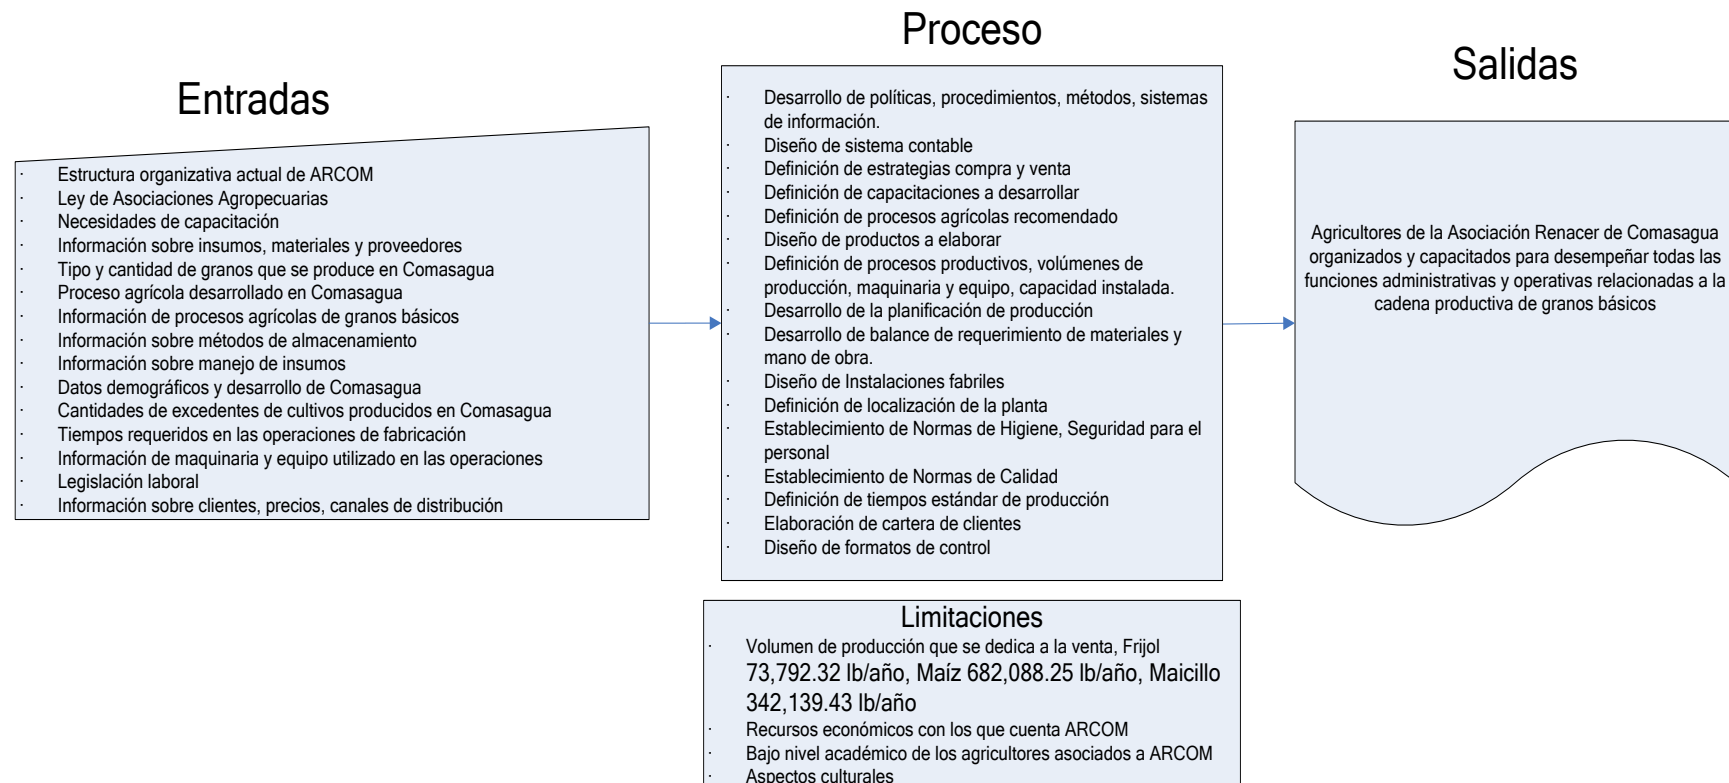 Entradas
· Estructura organizativa actual de ARCOM
· Ley de Asociaciones Agropecuarias
· Necesidades de capacitación
· Información sobre insumos, materiales y proveedores
· Tipo y cantidad de granos que se produce en Comasagua
· Proceso agrícola desarrollado en Comasagua
· Información de procesos agrícolas de granos básicos
· Información sobre métodos de almacenamiento
· Información sobre manejo de insumos
· Datos demográficos y desarrollo de Comasagua
· Cantidades de excedentes de cultivos producidos en Comasagua
· Tiempos requeridos en las operaciones de fabricación
· Información de maquinaria y equipo utilizado en las operaciones
· Legislación laboral
· Información sobre clientes, precios, canales de distribución
Proceso
· Desarrollo de políticas, procedimientos, métodos, sistemas
de información.
· Diseño de sistema contable
· Definición de estrategias compra y venta
· Definición de capacitaciones a desarrollar
· Definición de procesos agrícolas recomendado
· Diseño de productos a elaborar
· Definición de procesos productivos, volúmenes de
producción, maquinaria y equipo, capacidad instalada.
· Desarrollo de la planificación de producción
· Desarrollo de balance de requerimiento de materiales y
mano de obra.
· Diseño de Instalaciones fabriles
· Definición de localización de la planta
· Establecimiento de Normas de Higiene, Seguridad para el
personal
· Establecimiento de Normas de Calidad
· Definición de tiempos estándar de producción
· Elaboración de cartera de clientes
· Diseño de formatos de control
Salidas
Agricultores de la Asociación Renacer de Comasagua
organizados y capacitados para desempeñar todas las
funciones administrativas y operativas relacionadas a la
cadena productiva de granos básicos
Limitaciones
· Volumen de producción que se dedica a la venta, Frijol
73,792.32 lb/año, Maíz 682,088.25 lb/año, Maicillo
342,139.43 lb/año
· Recursos económicos con los que cuenta ARCOM
· Bajo nivel académico de los agricultores asociados a ARCOM
· Aspectos culturales